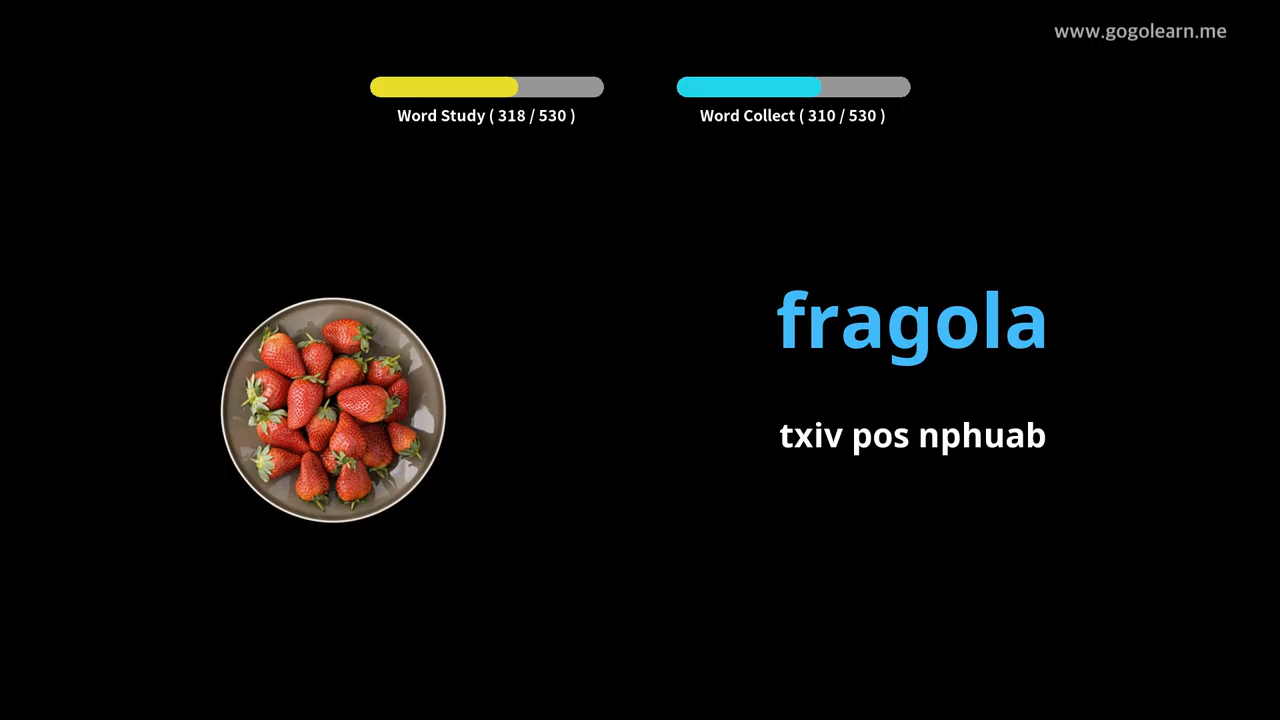 www.gogolearn.me
Word Study ( 318 / 530 )
Word Collect ( 310 / 530 )
fragola
txiv pos nphuab